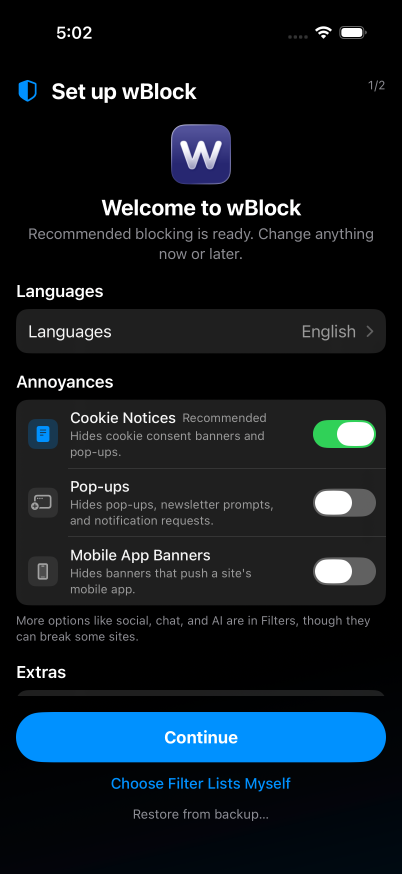 5:02
Set up wBlock
1/2
W
Welcome to wBlock
Recommended blocking is ready. Change anything
now or later.
Languages
Languages
English
Annoyances
Cookie Notices Recommended
Hides cookie consent banners and
pop-ups.
Pop-ups
Hides pop-ups, newsletter prompts,
and notification requests.
Mobile App Banners
Hides banners that push a site's
mobile app.
More options like social, chat, and AI are in Filters, though they
can break some sites.
Extras
Continue
Choose Filter Lists Myself
Restore from backup...